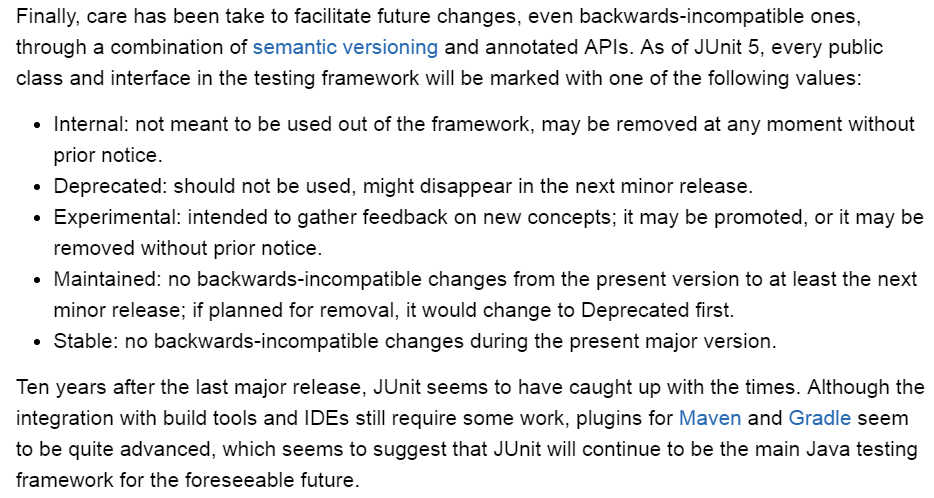 Finally, care has been take to facilitate future changes, even backwards-incompatible ones,
through a combination of semantic versioning and annotated APIs. As of JUnit 5, every public
class and interface in the testing framework will be marked with one of the following values:
• Internal: not meant to be used out of the framework, may be removed at any moment without
prior notice.
• Deprecated: should not be used, might disappear in the next minor release.
• Experimental: intended to gather feedback on new concepts; it may be promoted, or it may be
removed without prior notice.
• Maintained: no backwards-incompatible changes from the present version to at least the next
minor release; if planned for removal, it would change to Deprecated first.
• Stable: no backwards-incompatible changes during the present major version.
Ten years after the last major release, JUnit seems to have caught up with the times. Although the
integration with build tools and IDEs still require some work, plugins for Maven and Gradle seem
to be quite advanced, which seems to suggest that JUnit will continue to be the main Java testing
framework for the foreseeable future.